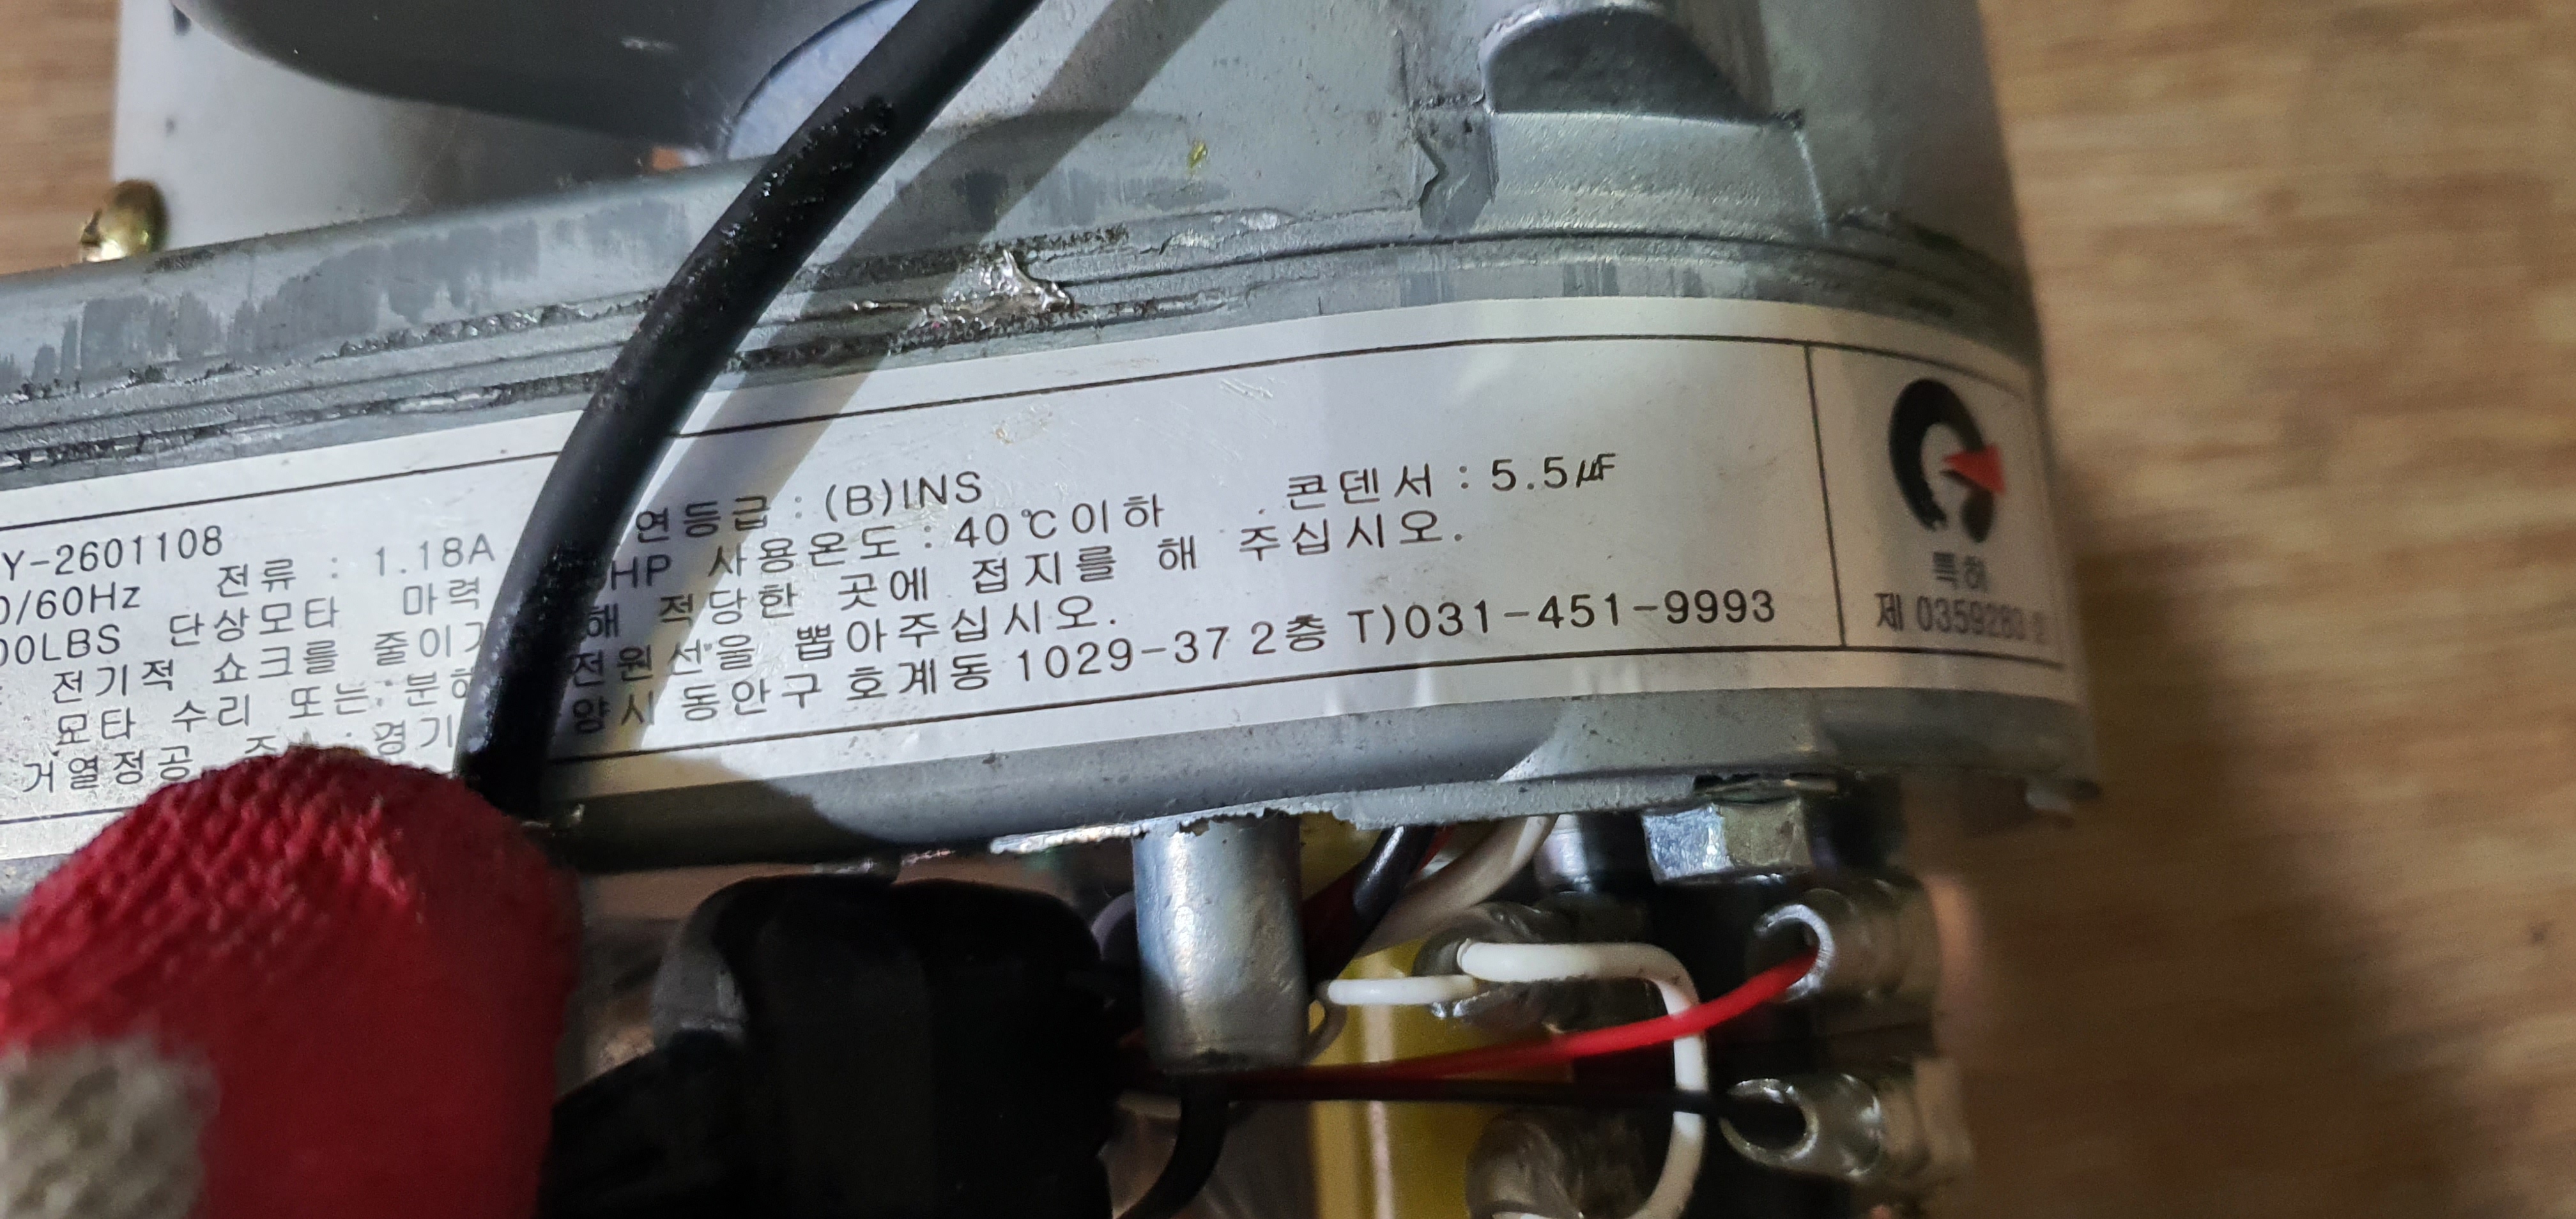 Y-2601108 연등급 : (B)INS 콘덴서 : 5.5㎌
/60Hz 전류 : 1.18A HP 사용온도 : 40℃이하
00LBS 단상모타 마력 해 적당한 곳에 접지를 해 주십시오.
전기적 쇼크를 줄이기 전원선을 뽑아주십시오.
모타 수리 또는 분해 양시 동안구 호계동 1029-37 2층 T)031-451-9993
거열정공 경기
특허
제 0359283 호